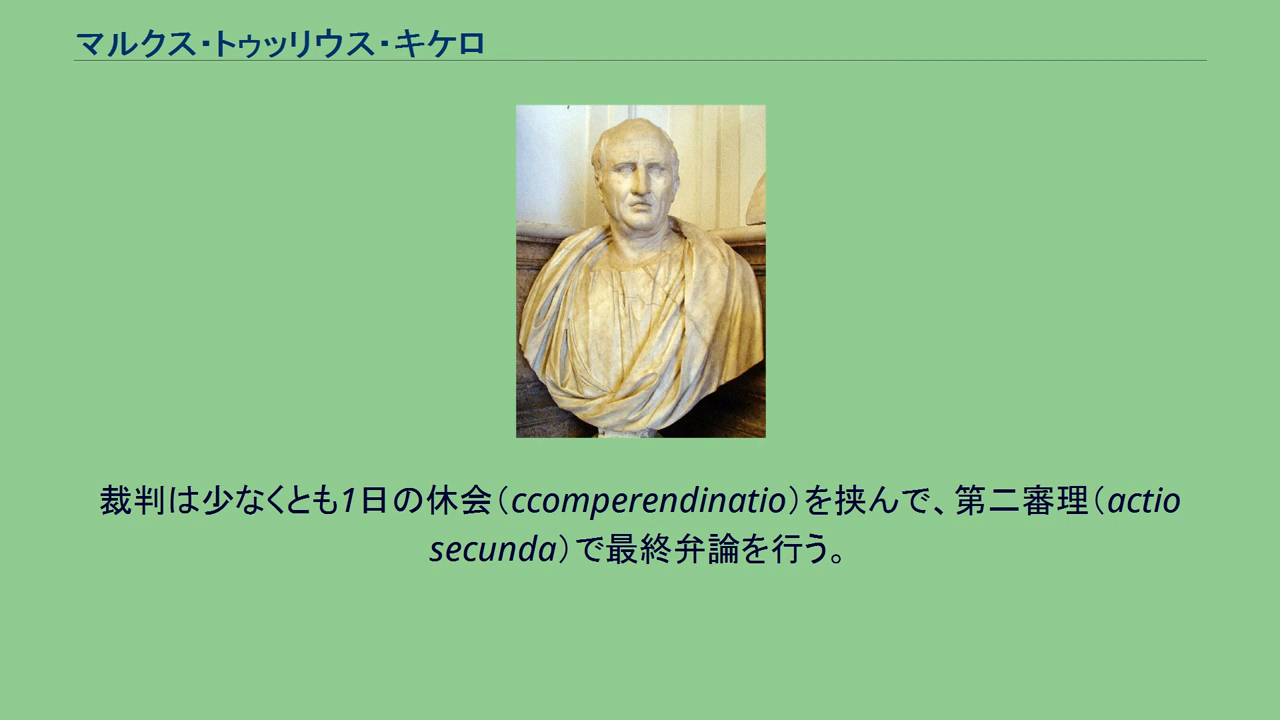 マルクス・トゥッリウス・キケロ
裁判は少なくとも1日の休会（ccomperendinatio）を挟んで、第二審理（actio
secunda）で最終弁論を行う。